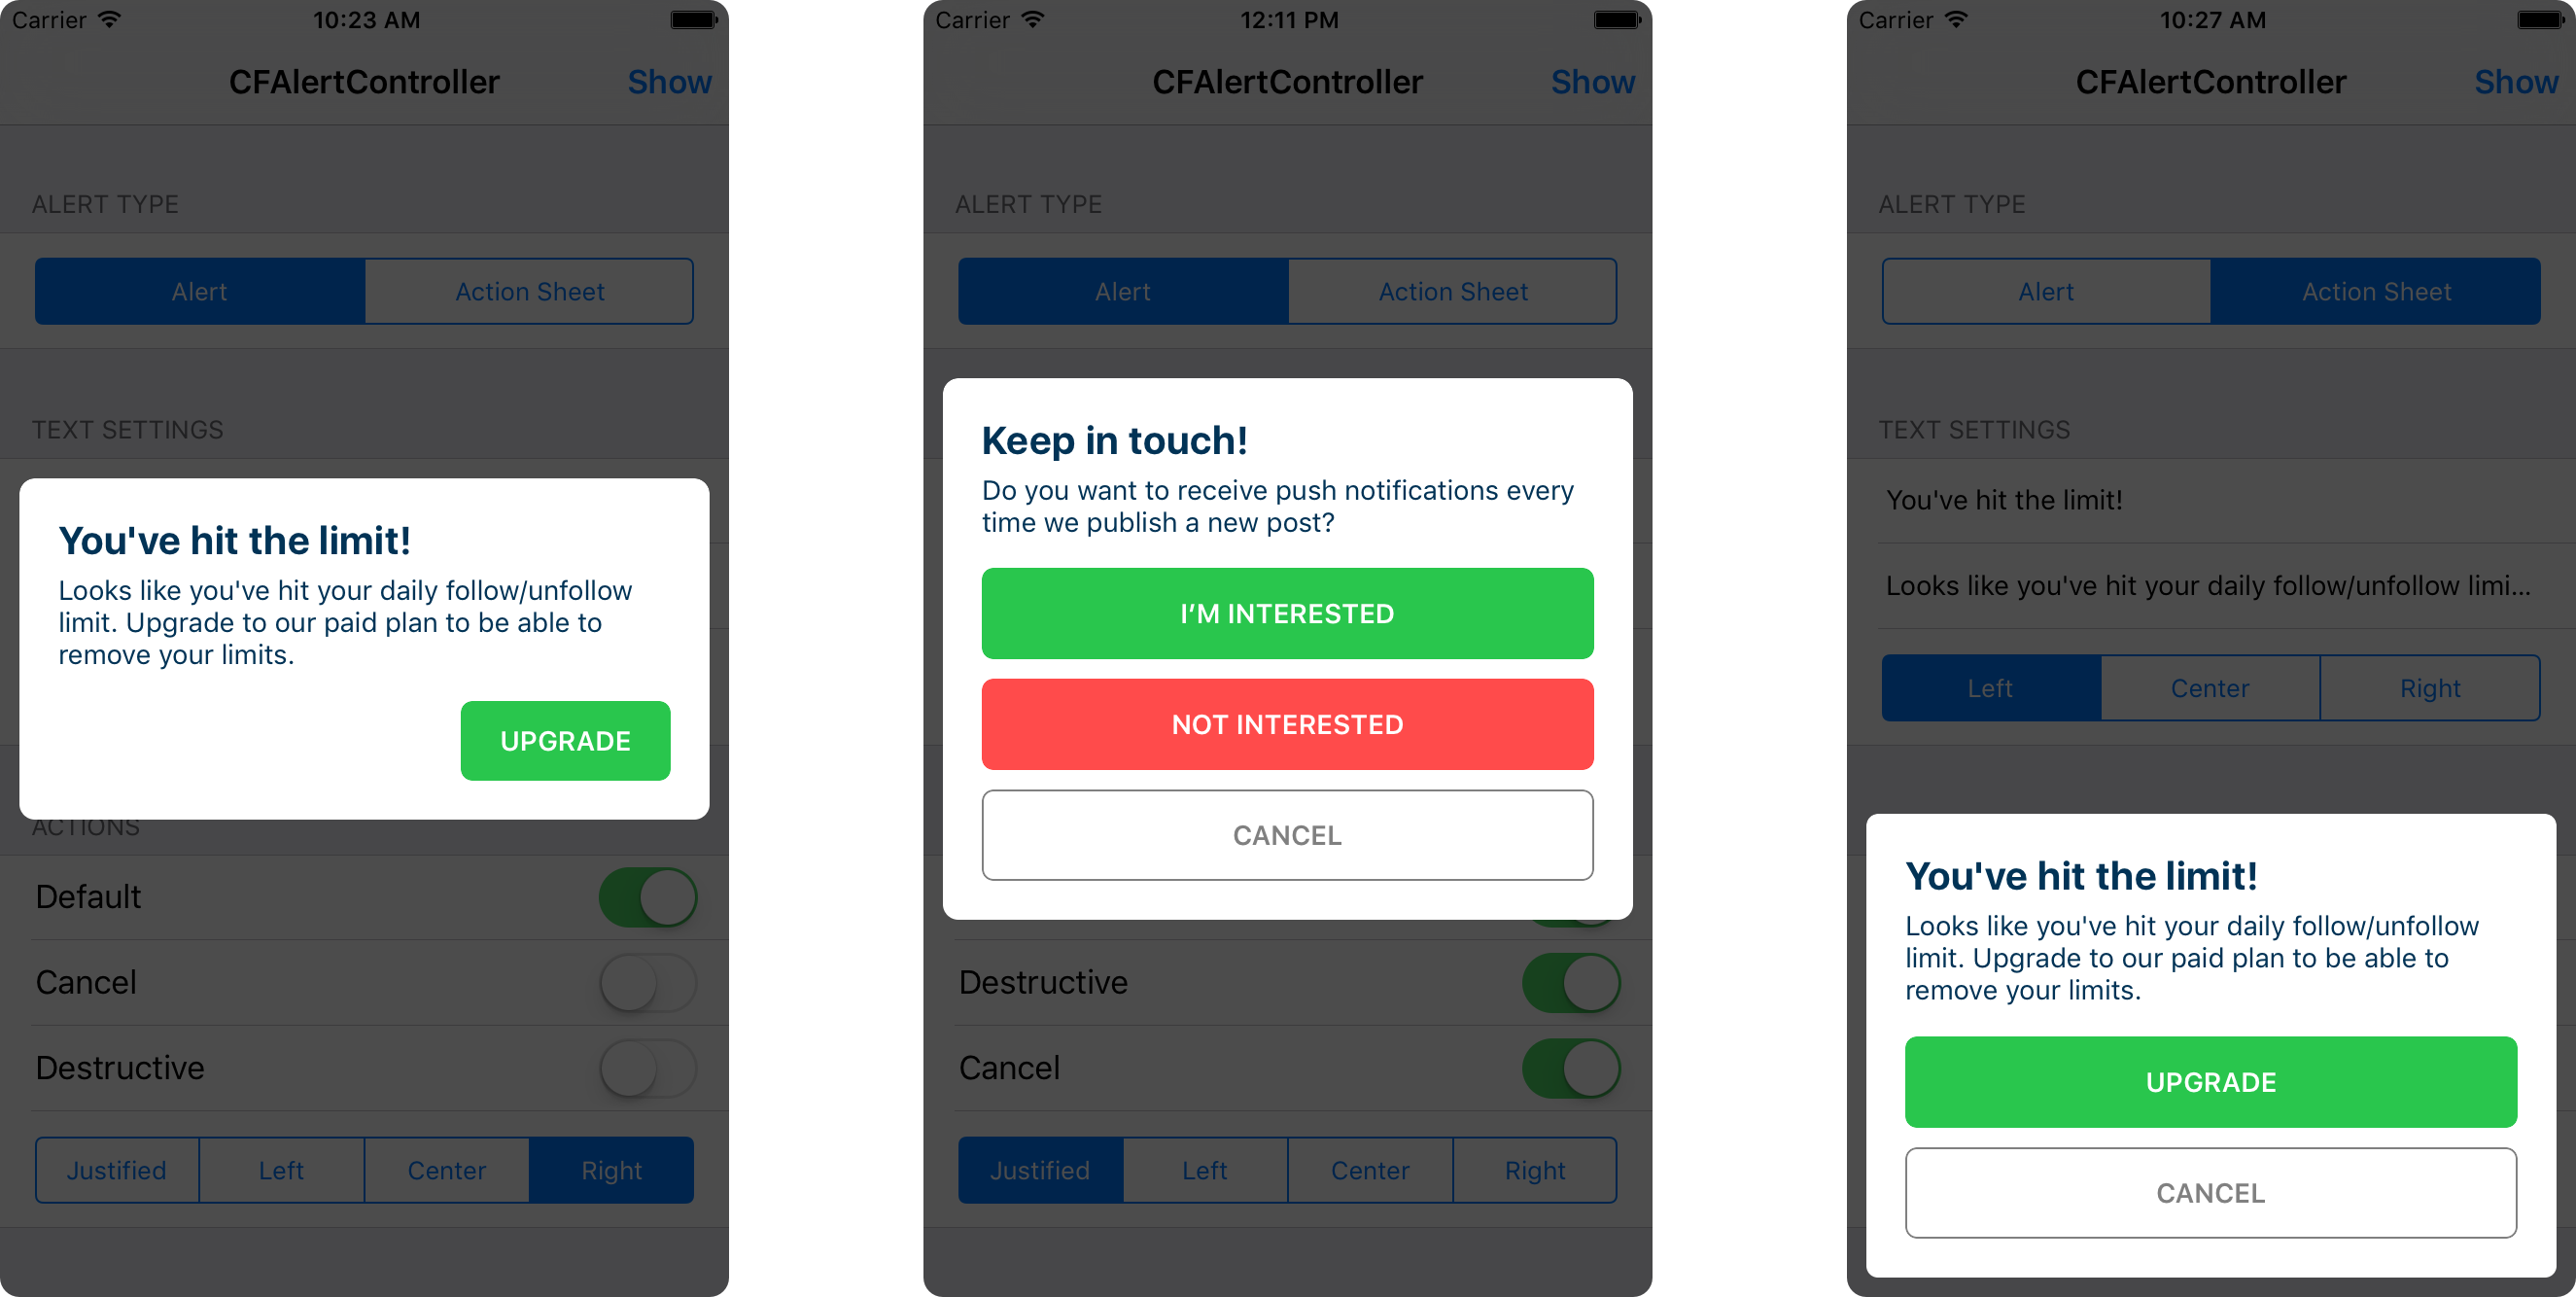 Carrier 10:23 AM
CFAlertController Show
ALERT TYPE
Alert Action Sheet
TEXT SETTINGS
You've hit the limit!
Looks like you've hit your daily follow/unfollow
limit. Upgrade to our paid plan to be able to
remove your limits.
UPGRADE
ACTIONS
Default
Cancel
Destructive
Justified Left Center Right
Carrier 12:11 PM
CFAlertController Show
ALERT TYPE
Alert Action Sheet
Keep in touch!
Do you want to receive push notifications every
time we publish a new post?
I’M INTERESTED
NOT INTERESTED
CANCEL
Destructive
Cancel
Justified Left Center Right
Carrier 10:27 AM
CFAlertController Show
ALERT TYPE
Alert Action Sheet
TEXT SETTINGS
You've hit the limit!
Looks like you've hit your daily follow/unfollow limi...
Left Center Right
You've hit the limit!
Looks like you've hit your daily follow/unfollow
limit. Upgrade to our paid plan to be able to
remove your limits.
UPGRADE
CANCEL